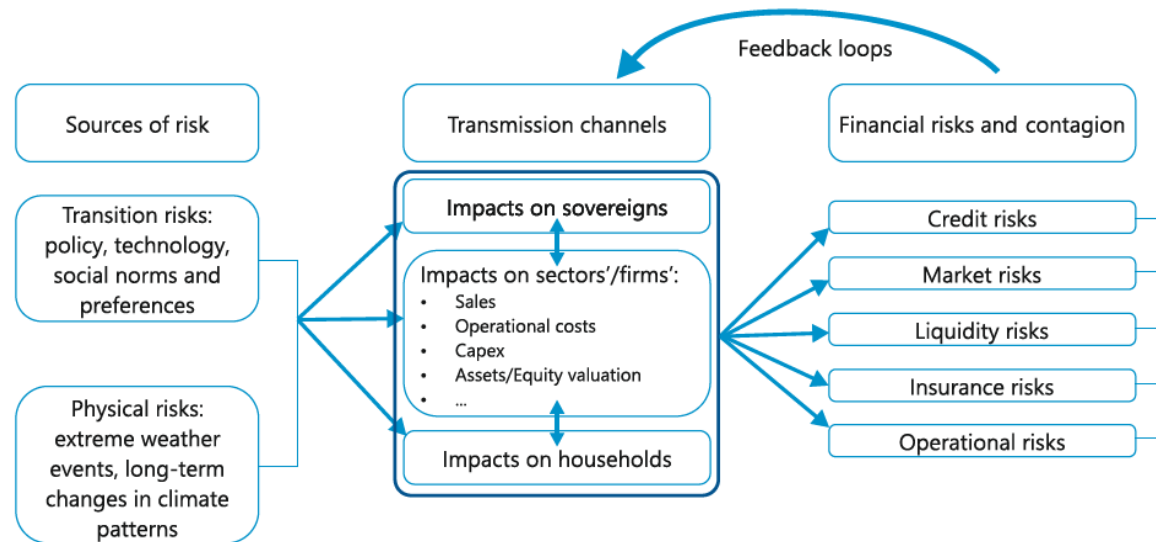 Feedback loops
Sources of risk
Transmission channels
Financial risks and contagion
Transition risks:
policy, technology,
social norms and
preferences
Physical risks:
extreme weather
events, long-term
changes in climate
patterns
Impacts on sovereigns
Impacts on sectors'/firms':
• Sales
• Operational costs
• Capex
• Assets/Equity valuation
• ...
Impacts on households
Credit risks
Market risks
Liquidity risks
Insurance risks
Operational risks